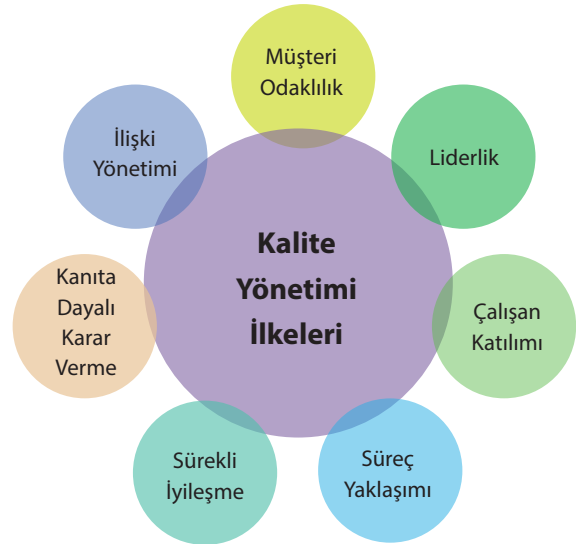 Müşteri
Odaklılık
Liderlik
Çalışan
Katılımı
Süreç
Yaklaşımı
Sürekli
İyileşme
Kanıta
Dayalı
Karar
Verme
İlişki
Yönetimi
Kalite
Yönetimi
İlkeleri